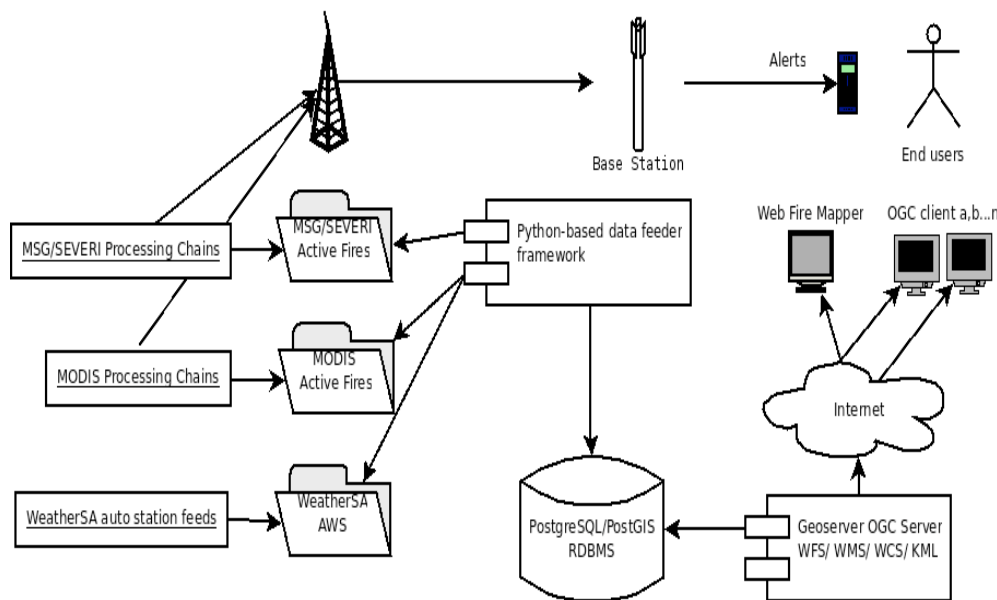 Alerts
Base Station
End users
MSG/SEVERI Processing Chains
MSG/SEVERI
Active Fires
Python-based data feeder
framework
Web Fire Mapper
OGC client a,b...n
MODIS Processing Chains
MODIS
Active Fires
Internet
WeatherSA auto station feeds
WeatherSA
AWS
PostgreSQL/PostGIS
RDBMS
Geoserver OGC Server
WFS/ WMS/ WCS/ KML